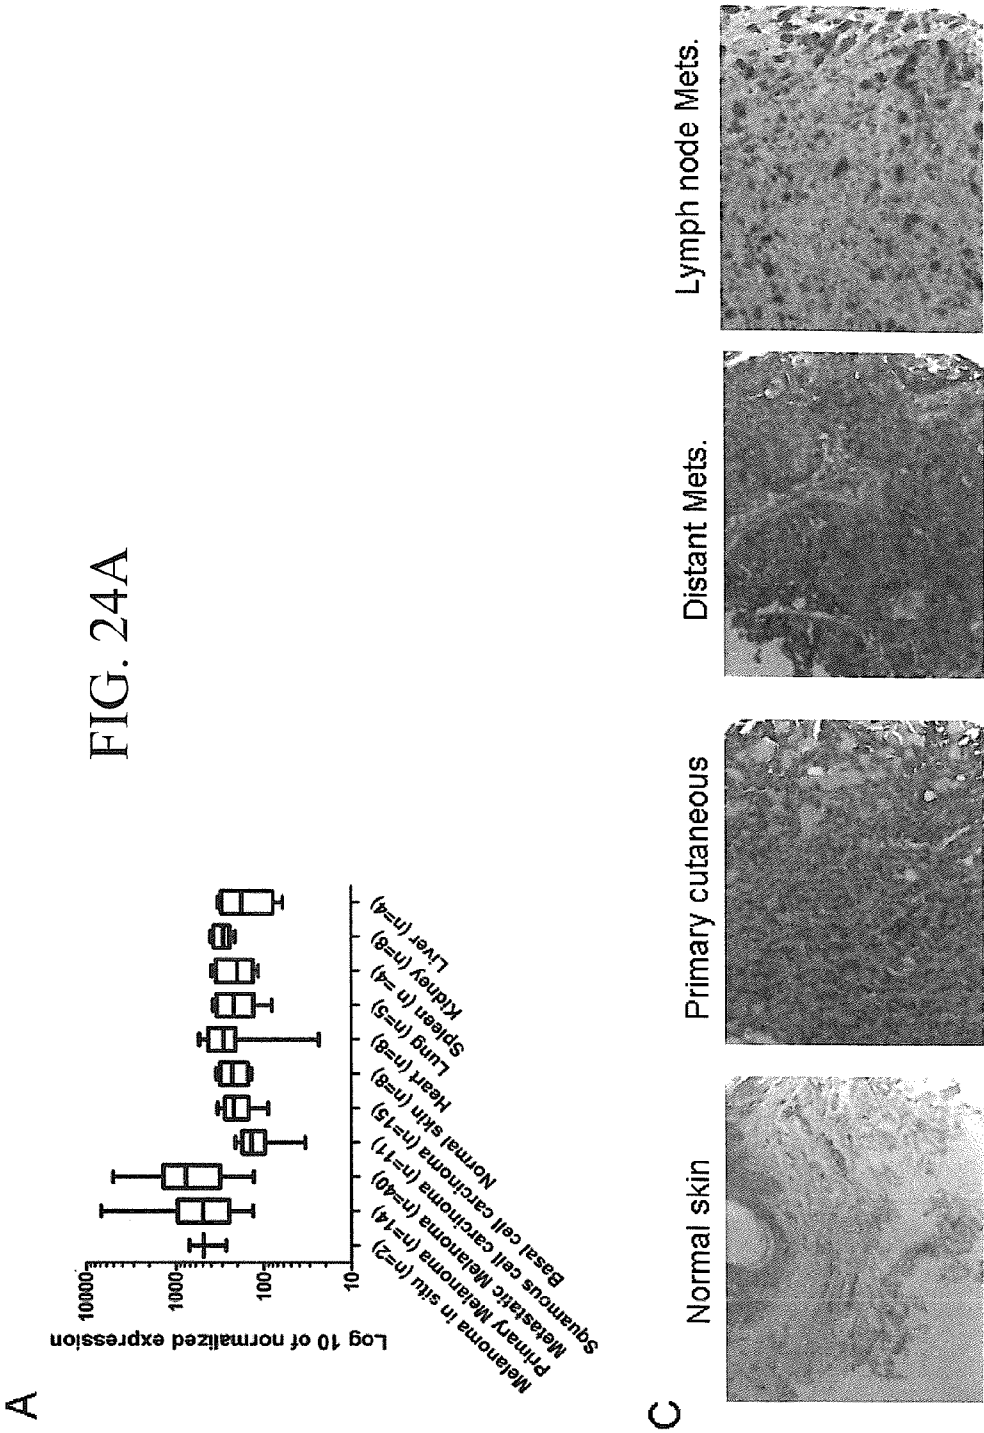 FIG. 24A
A
Log 10 of normalized expression
10000
1000
100
10
Melanoma in situ (n=2)
Primary Melanoma (n=14)
Metastatic Melanoma (n=40)
Squamous cell carcinoma (n=11)
Basal cell carcinoma (n=15)
Normal skin (n=8)
Heart (n=8)
Lung (n=5)
Spleen (n =4)
Kidney (n=8)
Liver (n=4)
C
Normal skin
Primary cutaneous
Distant Mets.
Lymph node Mets.